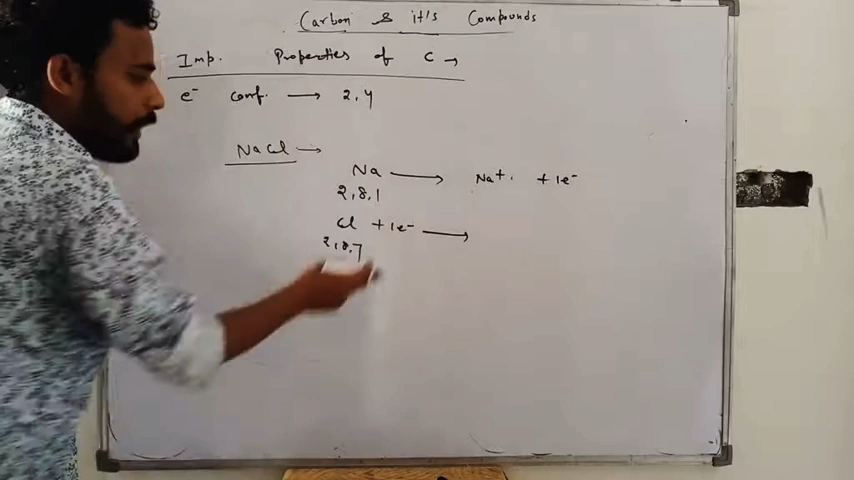 Carbon & it's Compounds
Imp. Properties of C →
e⁻ conf. → 2,4
NaCl →
Na → Na⁺ + 1e⁻
2,8,1
Cl + 1e⁻ →
2,8,7